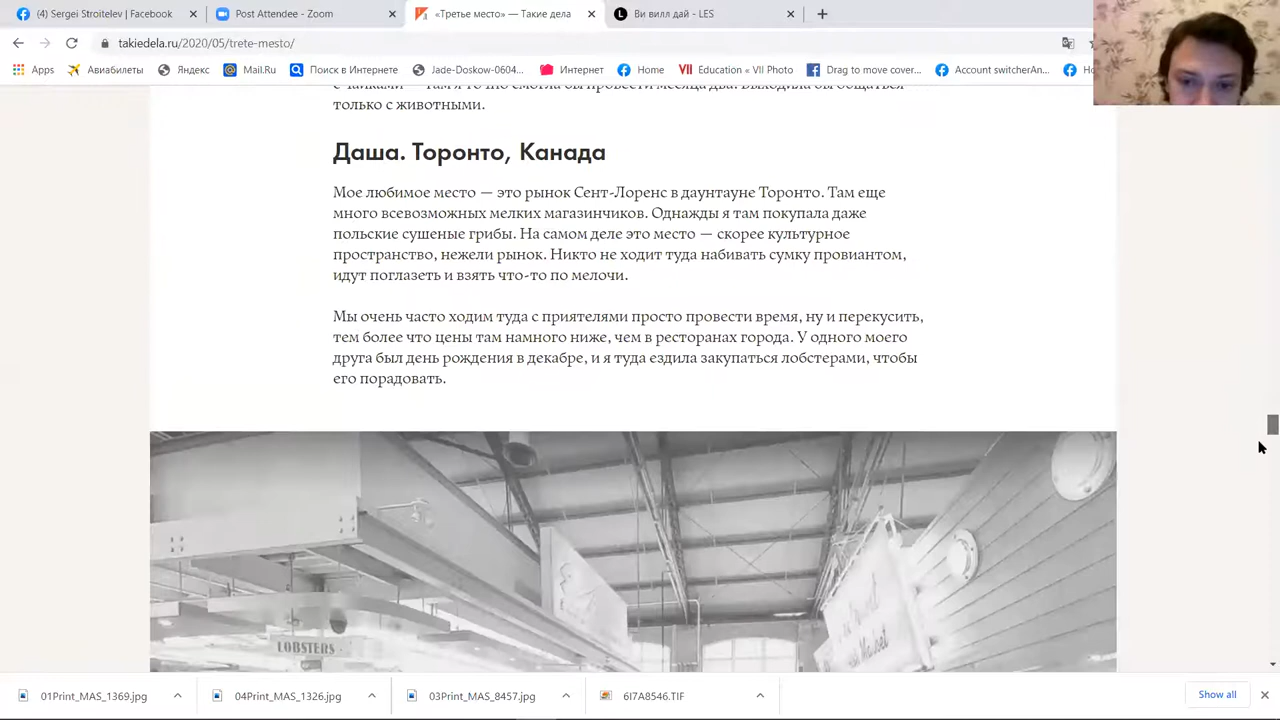 Sergei Stroitelev | Facebook
Post Attendee - Zoom
«Третье место» — Такие дела
Ви вилл дай - LES
takiedela.ru/2020/05/trete-mesto/
Apps
Авиабилеты
Яндекс
Mail.Ru
Поиск в Интернете
Jade-Doskow-0604...
Интернет
Home
Education « VII Photo
Drag to move cover...
Account switcherAn...
Ho
только с животными.
Даша. Торонто, Канада
Мое любимое место — это рынок Сент-Лоренс в даунтауне Торонто. Там еще
много всевозможных мелких магазинчиков. Однажды я там покупала даже
польские сушеные грибы. На самом деле это место — скорее культурное
пространство, нежели рынок. Никто не ходит туда набивать сумку провиантом,
идут поглазеть и взять что-то по мелочи.
Мы очень часто ходим туда с приятелями просто провести время, ну и перекусить,
тем более что цены там намного ниже, чем в ресторанах города. У одного моего
друга был день рождения в декабре, и я туда ездила закупаться лобстерами, чтобы
его порадовать.
LOBSTERS
01Print_MAS_1369.jpg
04Print_MAS_1326.jpg
03Print_MAS_8457.jpg
6I7A8546.TIF
Show all